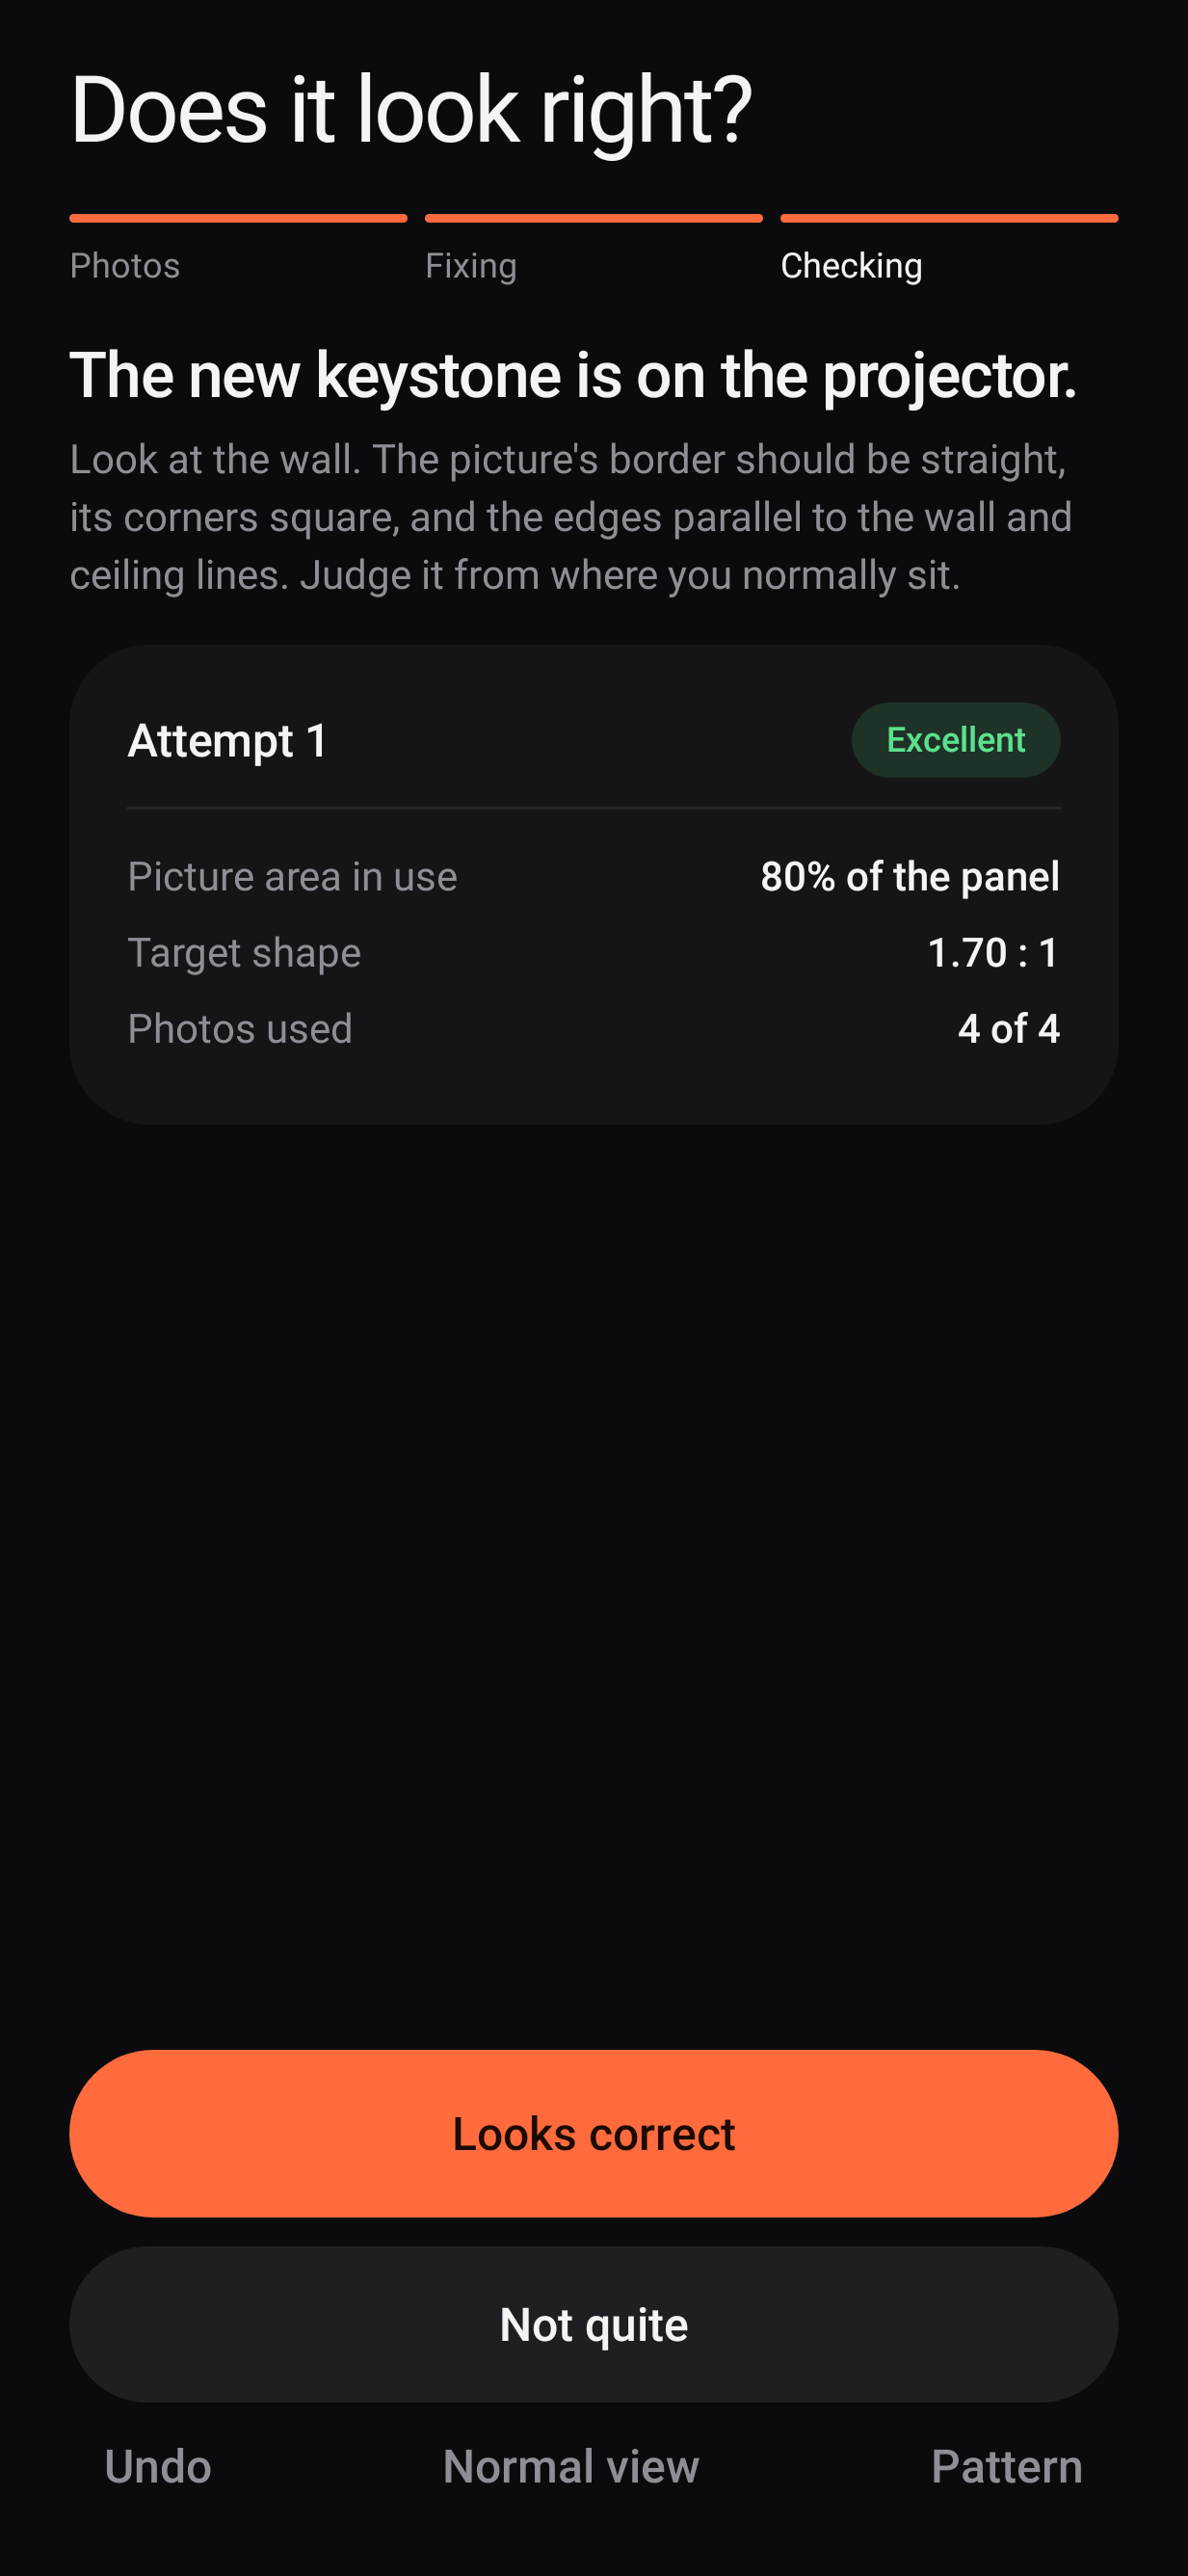 Does it look right?
Photos
Fixing
Checking
The new keystone is on the projector.
Look at the wall. The picture's border should be straight,
its corners square, and the edges parallel to the wall and
ceiling lines. Judge it from where you normally sit.
Attempt 1
Excellent
Picture area in use
80% of the panel
Target shape
1.70 : 1
Photos used
4 of 4
Looks correct
Not quite
Undo
Normal view
Pattern